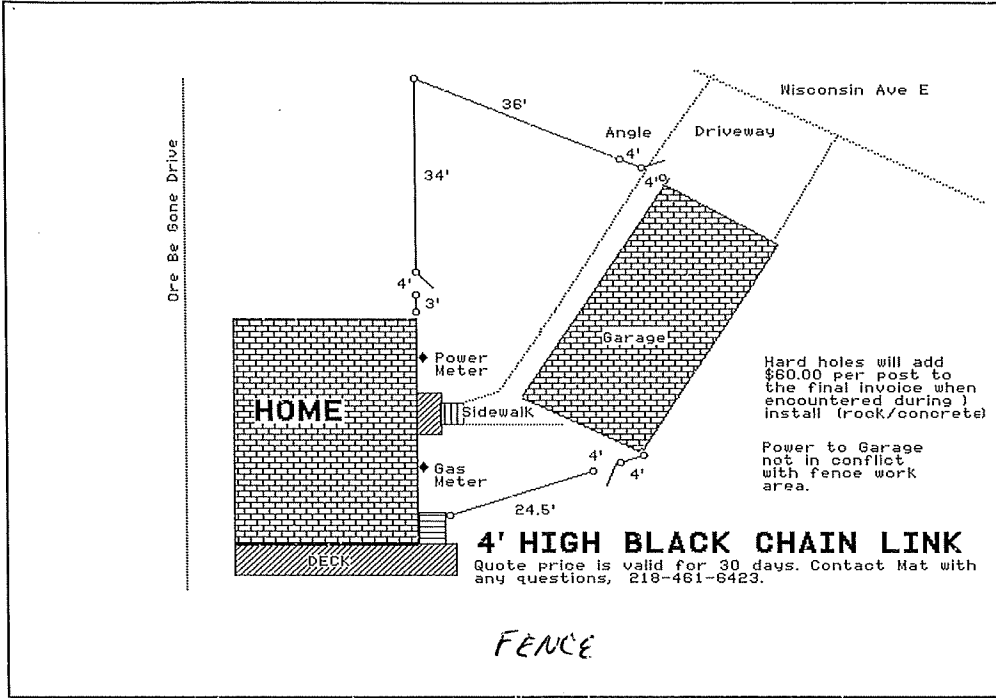 Wisconsin Ave E
36'
Angle
Driveway
4'
4'
Ore Be Gone Drive
34'
4'
3'
Garage
Power
Meter
HOME
Sidewalk
Hard holes will add
$60.00 per post to
the final invoice when
encountered during )
install (rock/concrete)
Gas
Meter
4'
4'
Power to Garage
not in conflict
with fence work
area.
24.5'
DECK
4' HIGH BLACK CHAIN LINK
Quote price is valid for 30 days. Contact Mat with
any questions, 218-461-6423.
FENCE